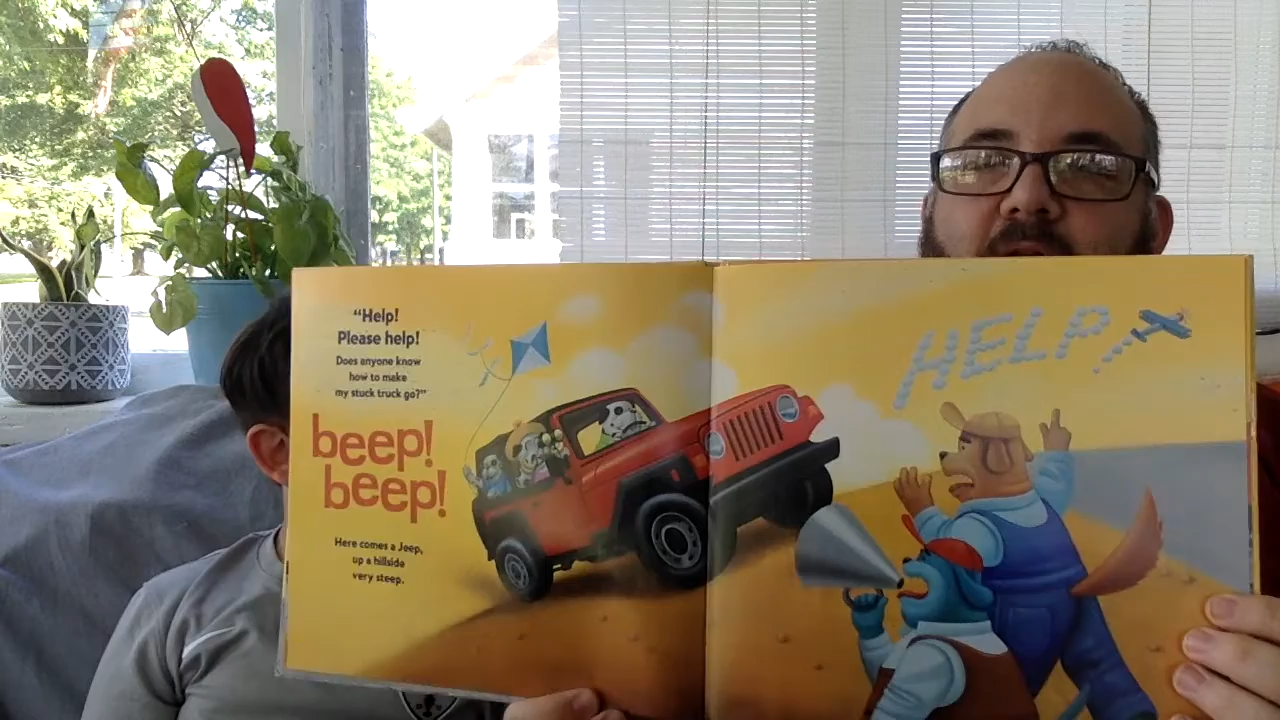 "Help!
Please help!
Does anyone know
how to make
my stuck truck go?"
beep!
beep!
Here comes a Jeep,
up a hillside
very steep.
HELP